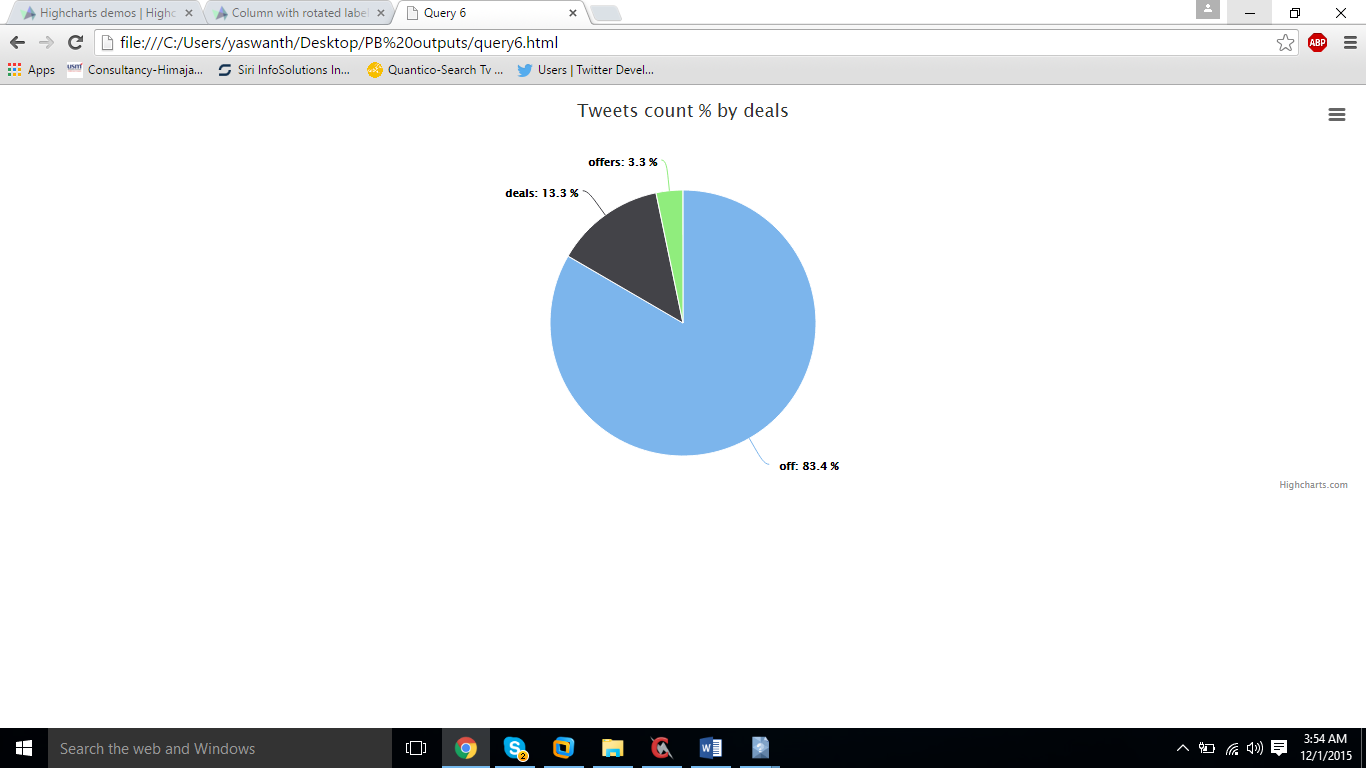 Highcharts demos | Highc
Column with rotated label
Query 6
file:///C:/Users/yaswanth/Desktop/PB%20outputs/query6.html
ABP
Apps
usmf
Consultancy-Himaja...
Siri InfoSolutions In...
Quantico-Search Tv ...
Users | Twitter Devel...
Tweets count % by deals
offers: 3.3 %
deals: 13.3 %
off: 83.4 %
Highcharts.com
Search the web and Windows
2
3:54 AM
12/1/2015